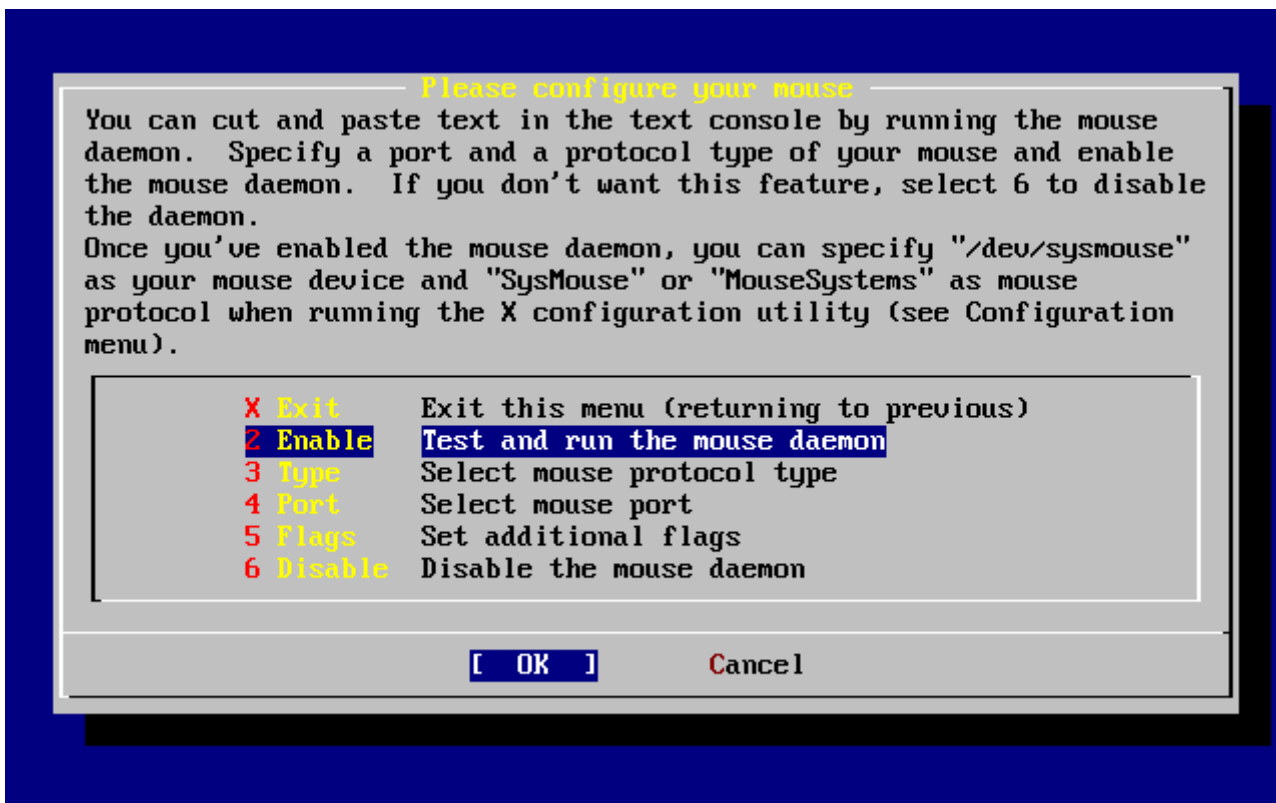 Please configure your mouse
You can cut and paste text in the text console by running the mouse
daemon.  Specify a port and a protocol type of your mouse and enable
the mouse daemon.  If you don't want this feature, select 6 to disable
the daemon.
Once you've enabled the mouse daemon, you can specify "/dev/sysmouse"
as your mouse device and "SysMouse" or "MouseSystems" as mouse
protocol when running the X configuration utility (see Configuration
menu).
X Exit Exit this menu (returning to previous)
2 Enable Test and run the mouse daemon
3 Type Select mouse protocol type
4 Port Select mouse port
5 Flags Set additional flags
6 Disable Disable the mouse daemon
[ OK ] Cancel